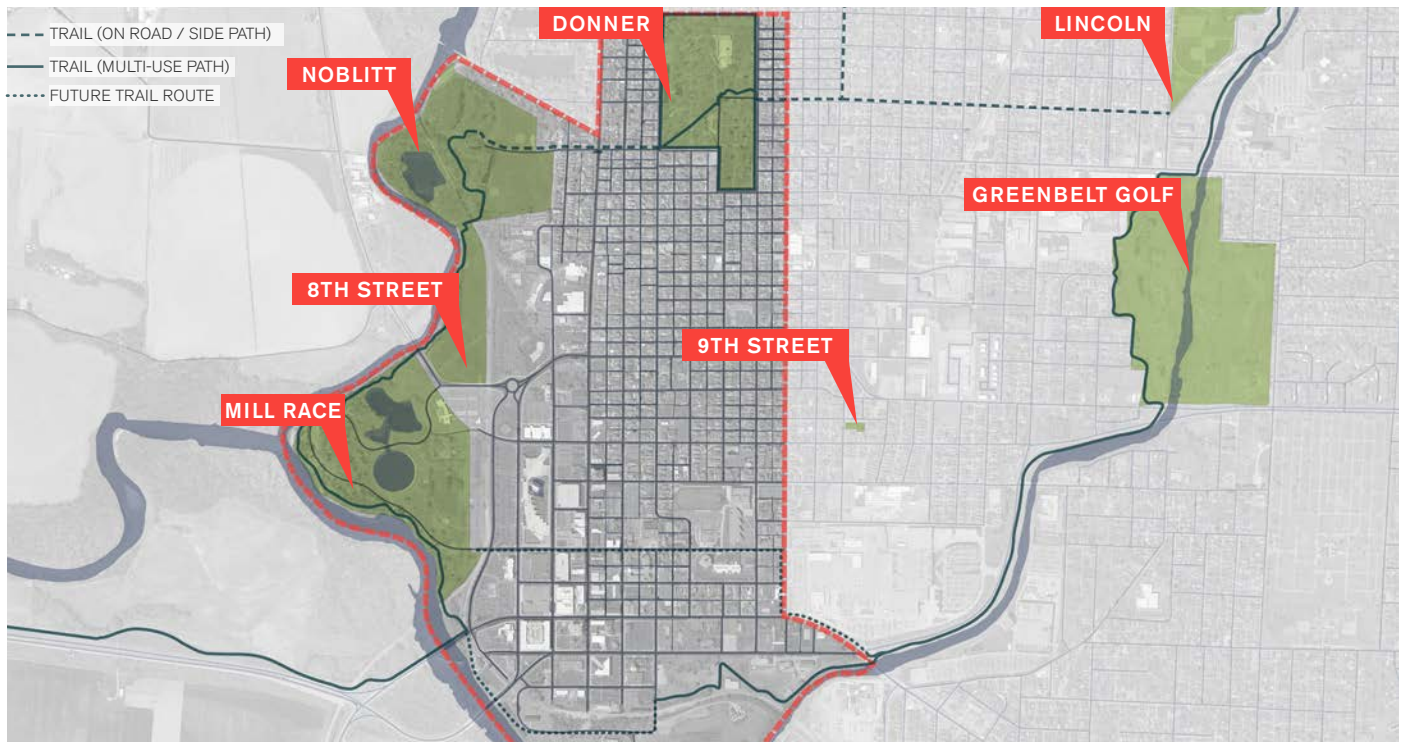 TRAIL (ON ROAD / SIDE PATH)
TRAIL (MULTI-USE PATH)
FUTURE TRAIL ROUTE
DONNER
LINCOLN
NOBLITT
GREENBELT GOLF
8TH STREET
9TH STREET
MILL RACE